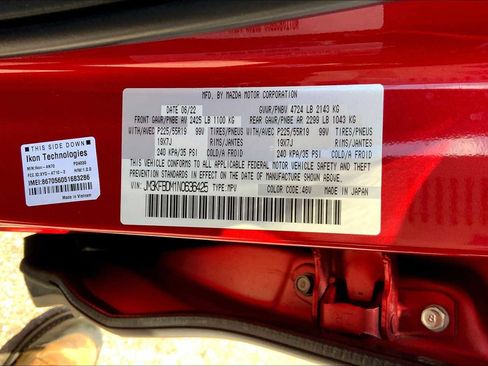 MFD. BY MAZDA MOTOR CORPORATION
DATE 06/22 GVWR/PNBV 4724 LB 2143 KG
FRONT GAWR/PNBE AV 2425 LB 1100 KG REAR GAWR/PNBE AR 2299 LB 1043 KG
WITH/AVEC P225/55R19 99V TIRES/PNEUS WITH/AVEC P225/55R19 99V TIRES/PNEUS
19X7J RIMS/JANTES 19X7J RIMS/JANTES
240 KPA/35 PSI COLD/A FROID 240 KPA/35 PSI COLD/A FROID
THIS VEHICLE CONFORMS TO ALL APPLICABLE FEDERAL MOTOR VEHICLE SAFETY AND THEFT
PREVENTION STANDARDS IN EFFECT ON THE DATE OF MANUFACTURE SHOWN ABOVE.
VIN: JM3KFBDM1N0636425 TYPE: MPV COLOR CODE: 46V MADE IN JAPAN
THIS SIDE DOWN
Ikon Technologies
FCC ID:
IMEI:867056051683286
Made in Vietnam